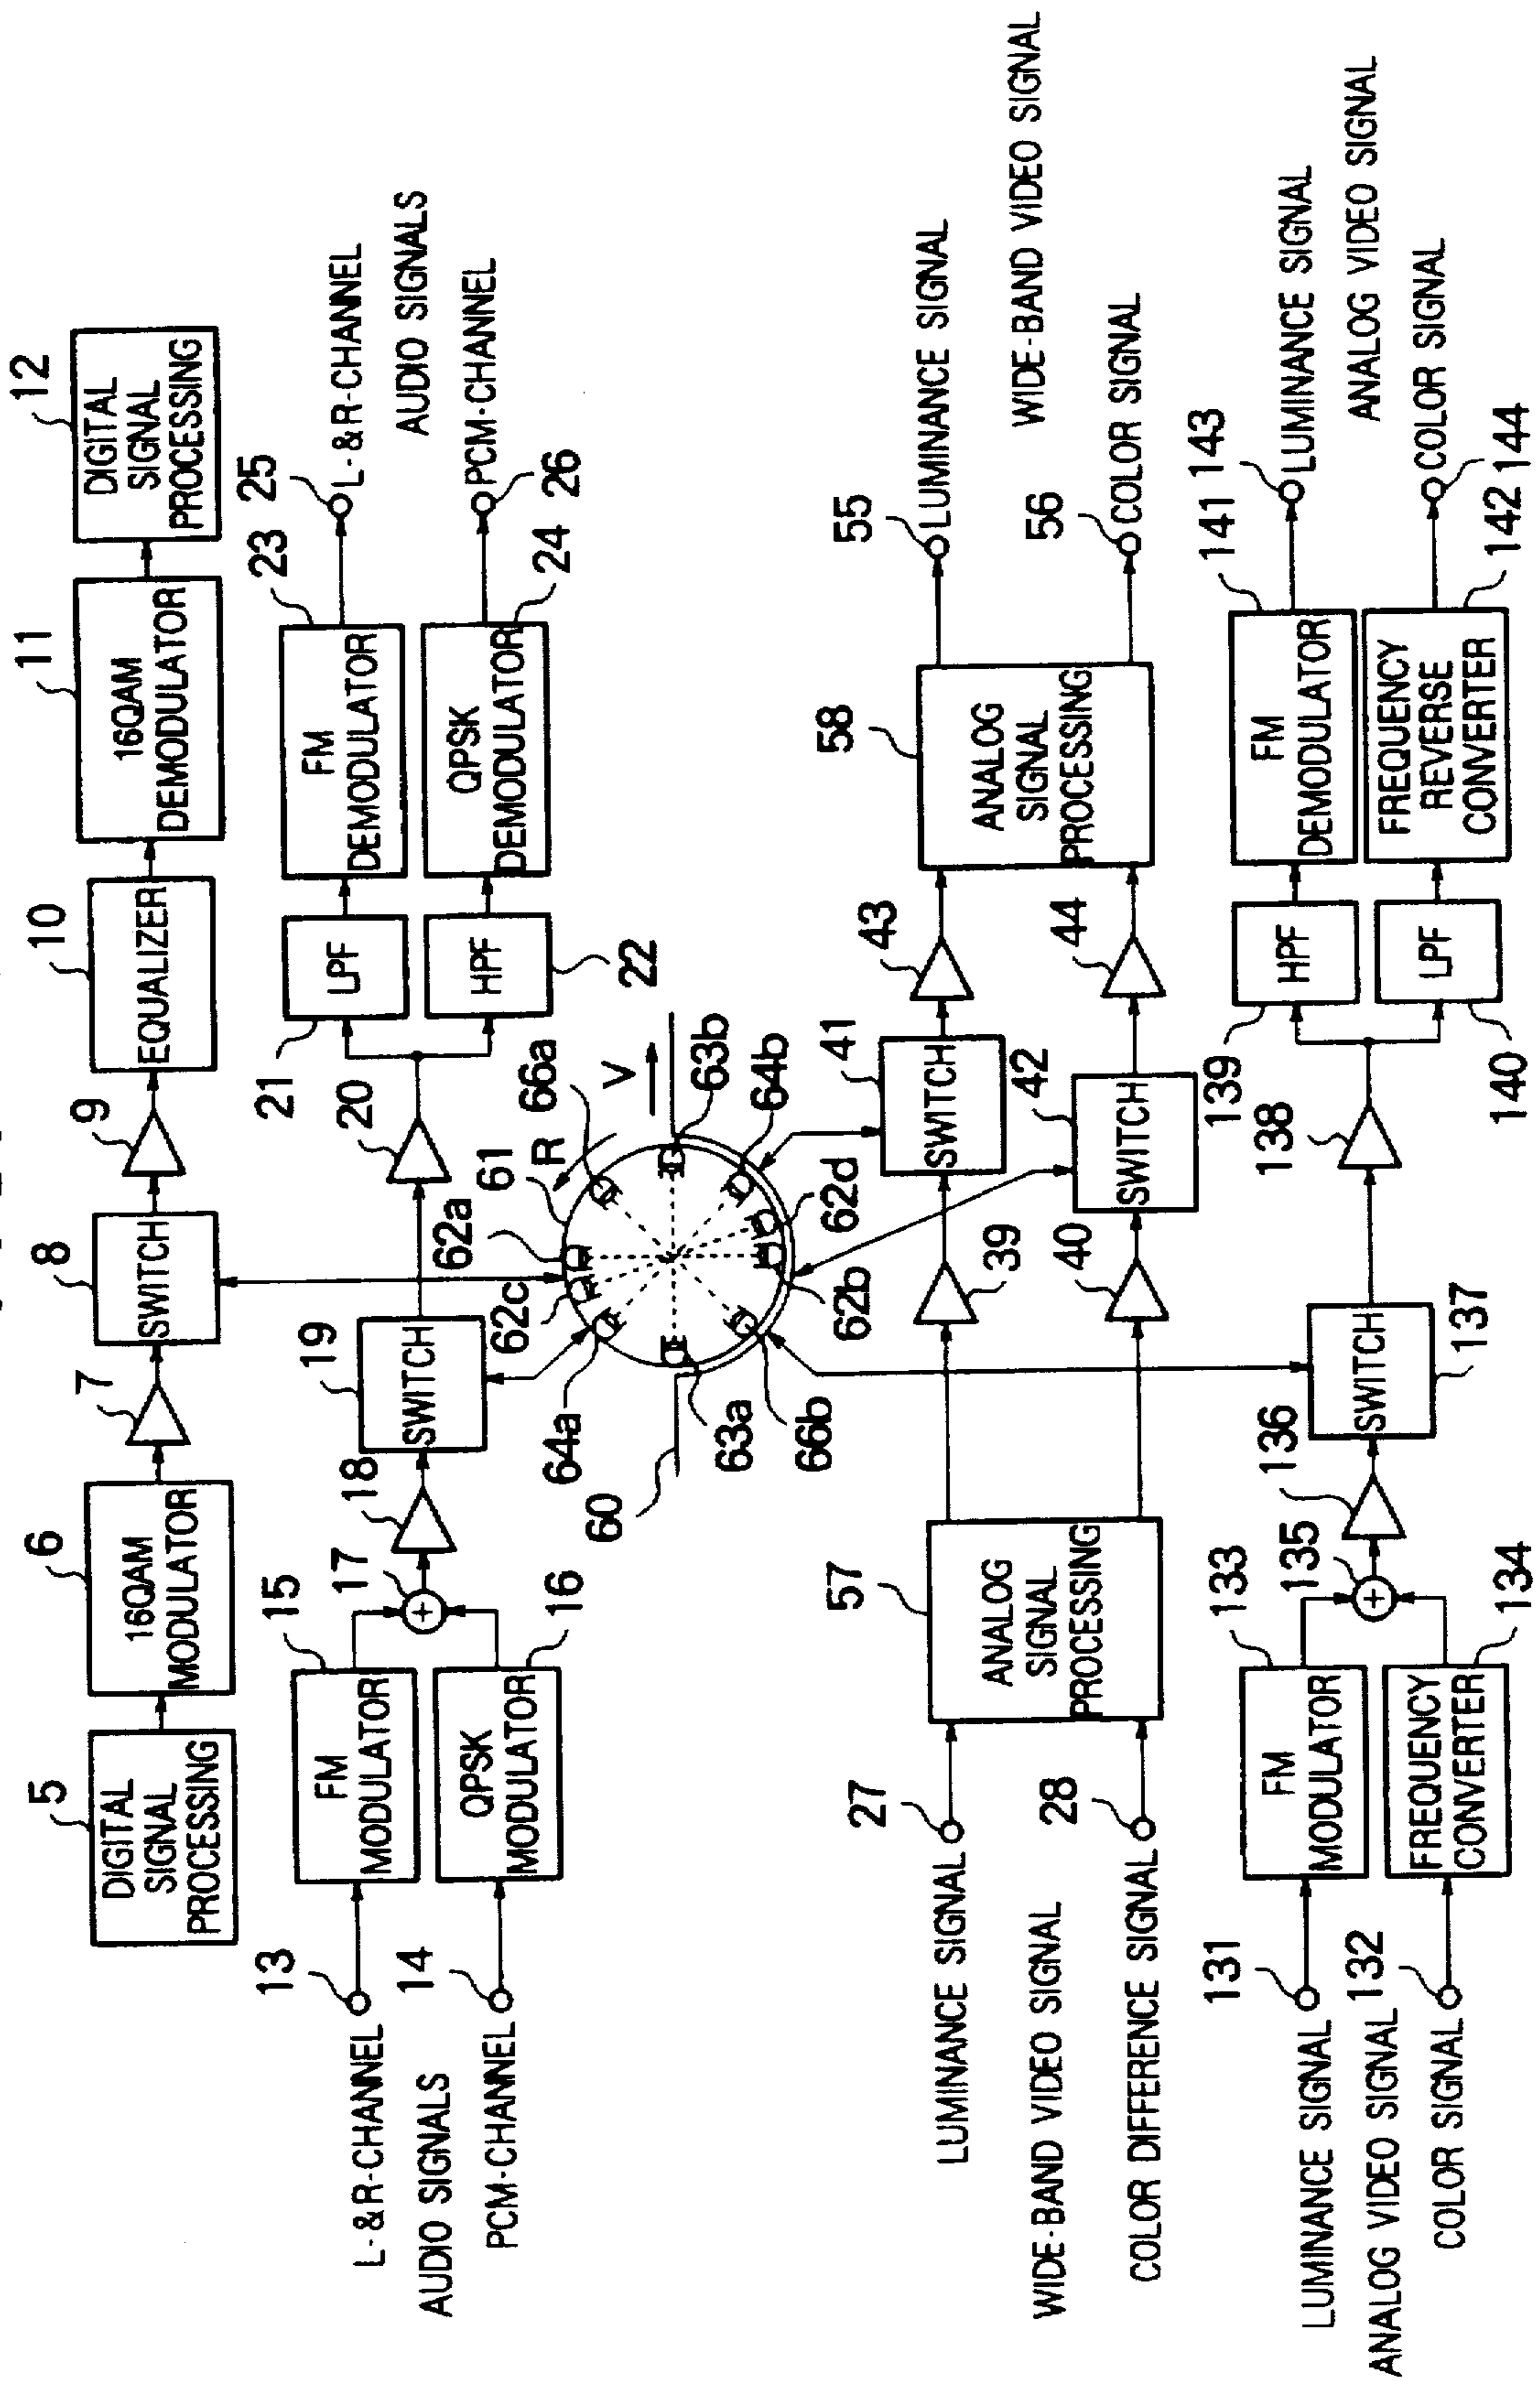 5
DIGITAL
SIGNAL
PROCESSING
6
16QAM
MODULATOR
7
8
SWITCH
9
10
EQUALIZER
11
16QAM
DEMODULATOR
12
DIGITAL
SIGNAL
PROCESSING
13
L-&R-CHANNEL
AUDIO SIGNALS
14
PCM-CHANNEL
15
FM
MODULATOR
16
QPSK
MODULATOR
17
+
18
19
SWITCH
20
21
LPF
22
HPF
23
FM
DEMODULATOR
24
QPSK
DEMODULATOR
25
L-&R-CHANNEL
AUDIO SIGNALS
26
PCM-CHANNEL
60
64a
62c
62a
61
R
66a
V
63b
64b
62d
62b
66b
63a
27
LUMINANCE SIGNAL
WIDE-BAND VIDEO SIGNAL
28
COLOR DIFFERENCE SIGNAL
57
ANALOG
SIGNAL
PROCESSING
39
40
41
SWITCH
42
SWITCH
43
44
58
ANALOG
SIGNAL
PROCESSING
55
LUMINANCE SIGNAL
WIDE-BAND VIDEO SIGNAL
56
COLOR SIGNAL
131
LUMINANCE SIGNAL
ANALOG VIDEO SIGNAL
132
COLOR SIGNAL
133
FM
MODULATOR
134
FREQUENCY
CONVERTER
135
+
136
137
SWITCH
138
139
HPF
140
LPF
141
FM
DEMODULATOR
142
FREQUENCY
REVERSE
CONVERTER
143
LUMINANCE SIGNAL
ANALOG VIDEO SIGNAL
144
COLOR SIGNAL